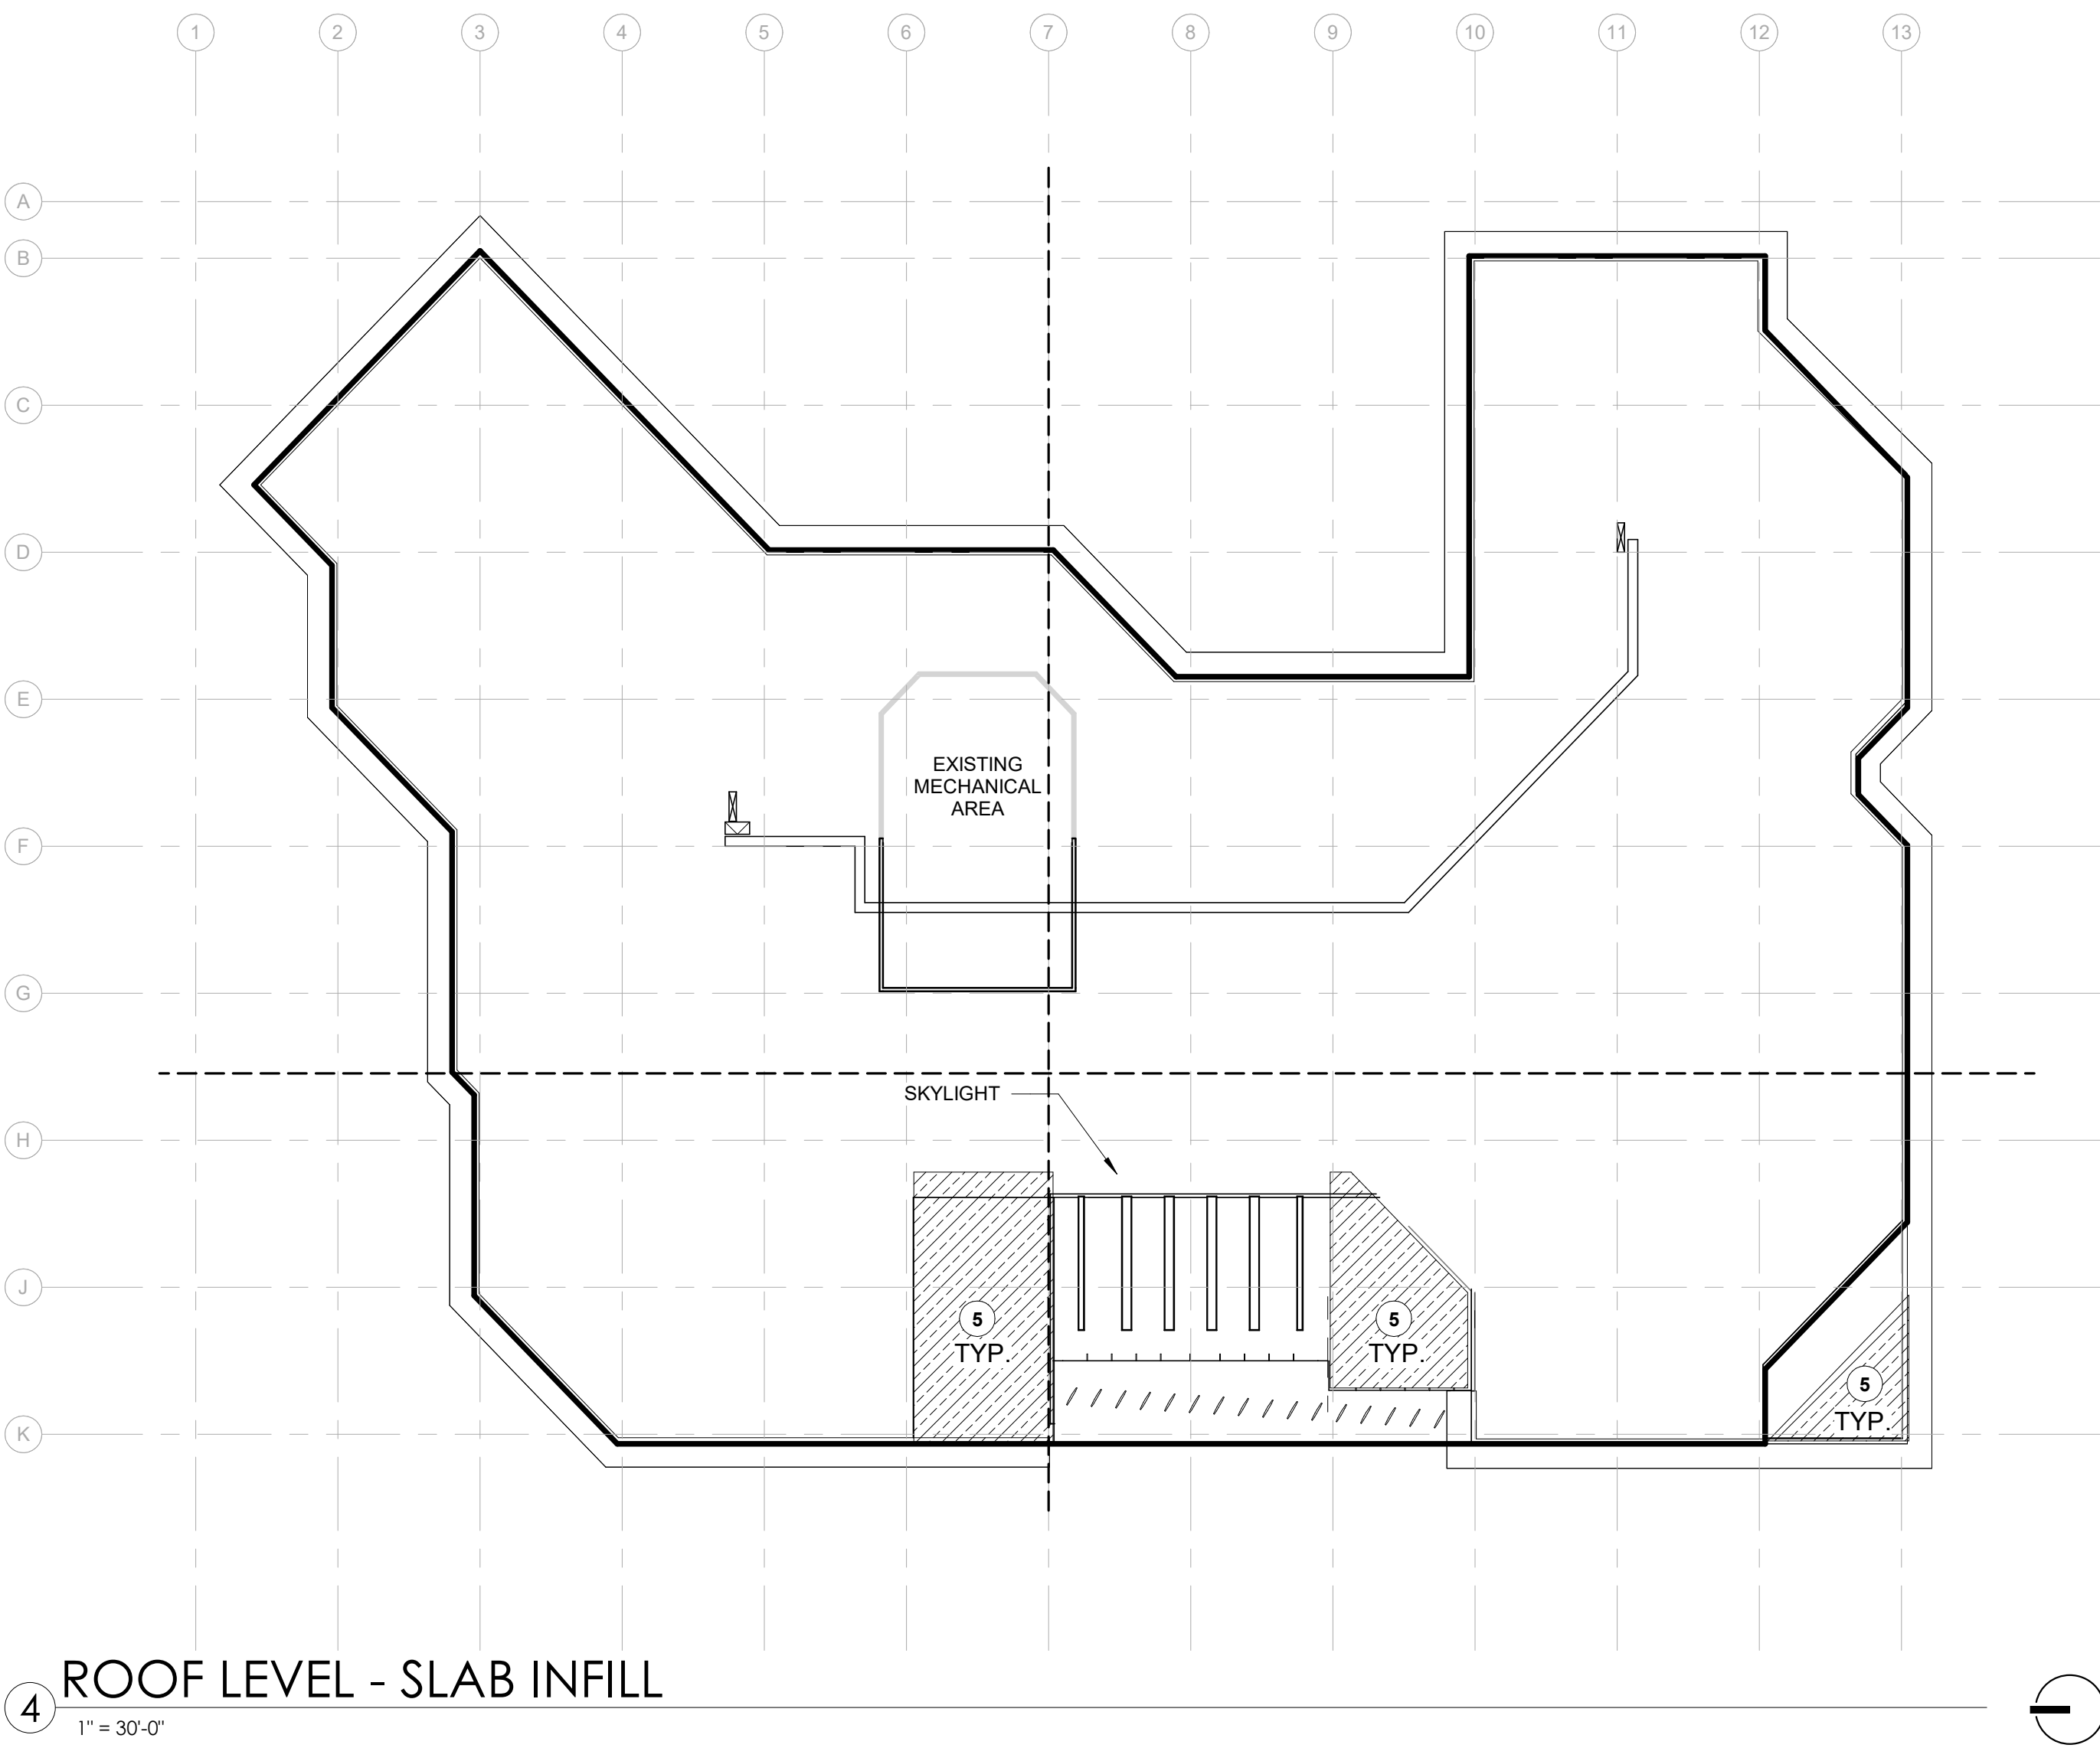 1 2 3 4 5 6 7 8 9 10 11 12 13
A
B
C
D
E
EXISTING
MECHANICAL
AREA
F
G
SKYLIGHT
H
J
5
TYP.
5
TYP.
5
TYP.
K
4 ROOF LEVEL - SLAB INFILL
1" = 30'-0"